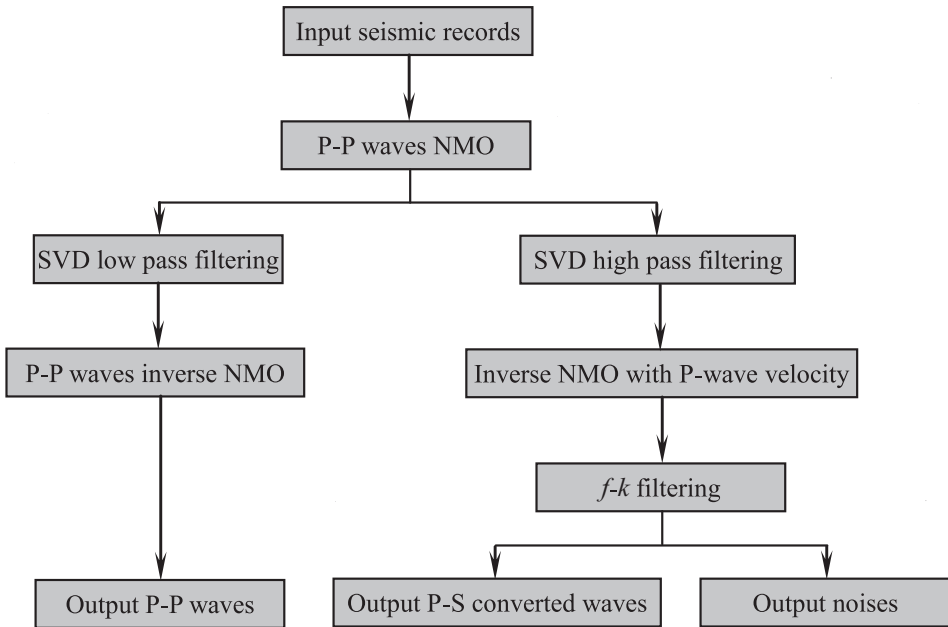 Input seismic records
P-P waves NMO
SVD low pass filtering
SVD high pass filtering
P-P waves inverse NMO
Inverse NMO with P-wave velocity
f-k filtering
Output P-P waves
Output P-S converted waves
Output noises